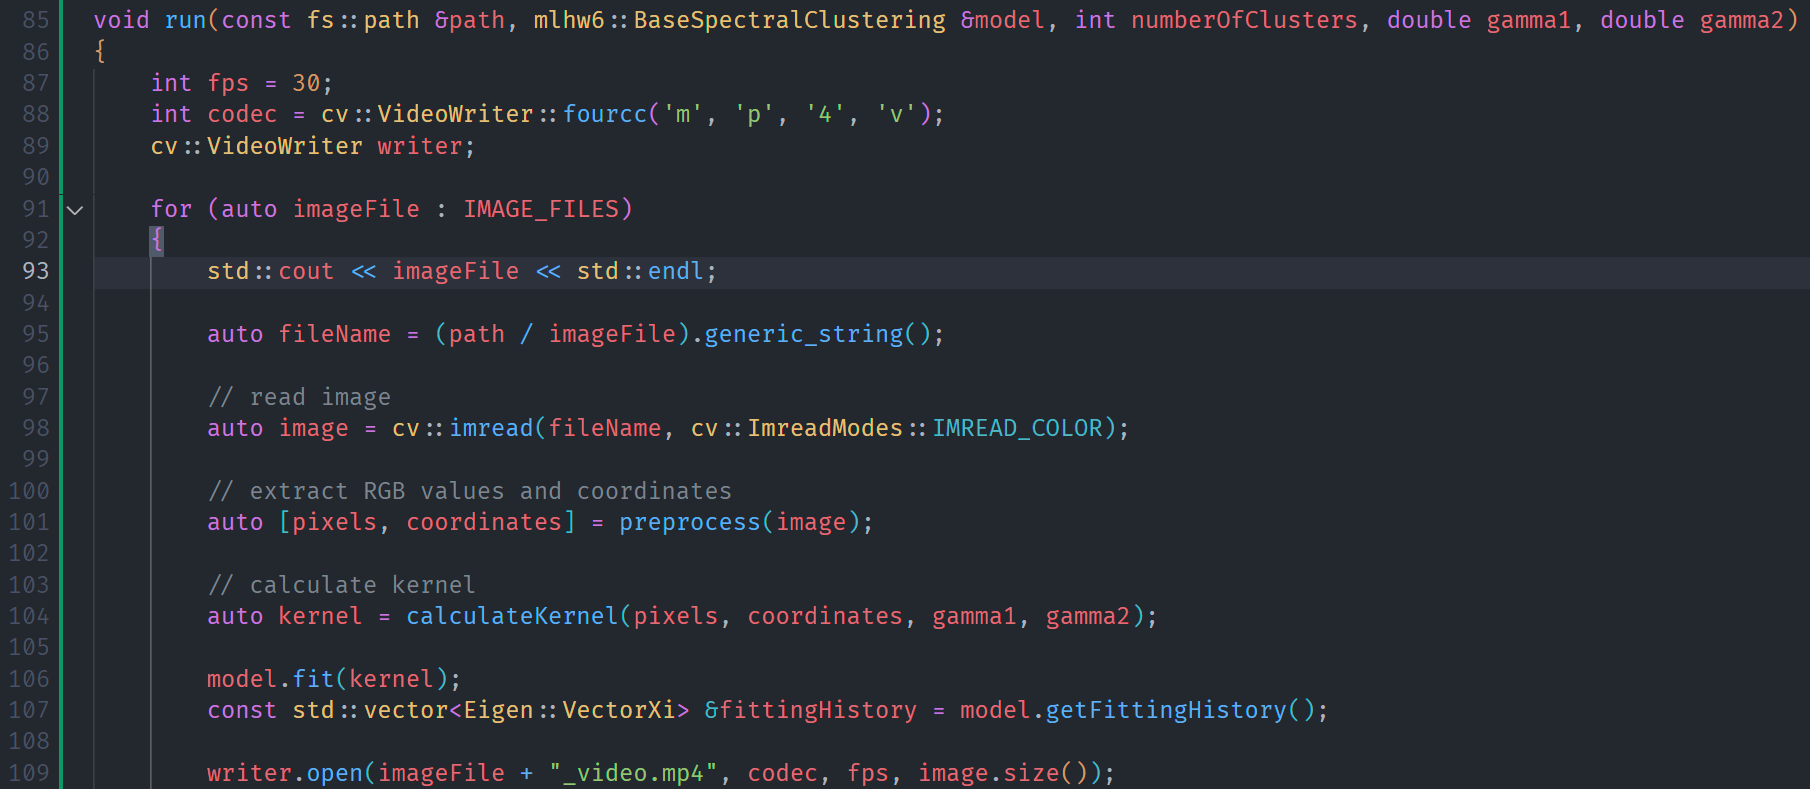 85 void run(const fs::path &path, mlhw6::BaseSpectralClustering &model, int numberOfClusters, double gamma1, double gamma2)
86 {
87 int fps = 30;
88 int codec = cv::VideoWriter::fourcc('m', 'p', '4', 'v');
89 cv::VideoWriter writer;
90
91 for (auto imageFile : IMAGE_FILES)
92 {
93 std::cout << imageFile << std::endl;
94
95 auto fileName = (path / imageFile).generic_string();
96
97 // read image
98 auto image = cv::imread(fileName, cv::ImreadModes::IMREAD_COLOR);
99
100 // extract RGB values and coordinates
101 auto [pixels, coordinates] = preprocess(image);
102
103 // calculate kernel
104 auto kernel = calculateKernel(pixels, coordinates, gamma1, gamma2);
105
106 model.fit(kernel);
107 const std::vector<Eigen::VectorXi> &fittingHistory = model.getFittingHistory();
108
109 writer.open(imageFile + "_video.mp4", codec, fps, image.size());